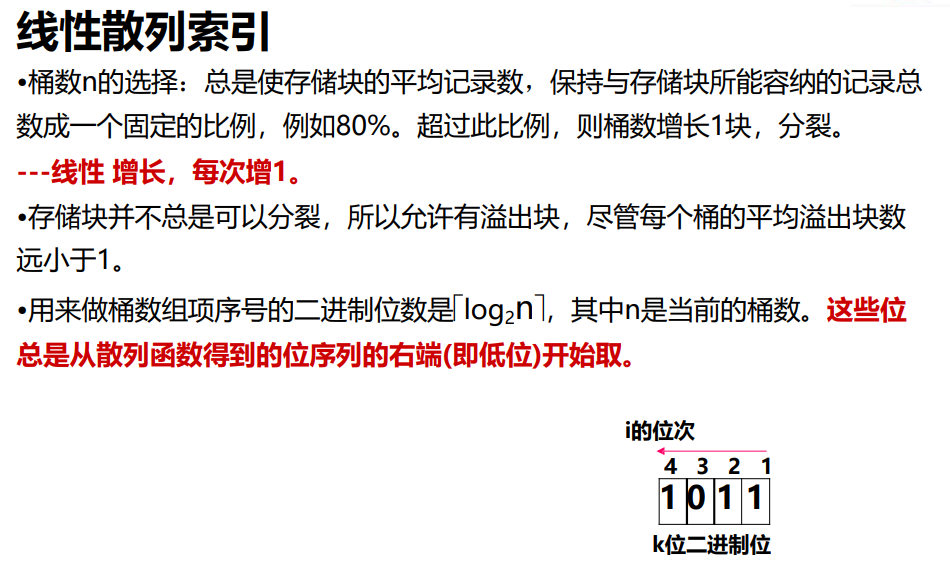 线性散列索引
•桶数n的选择：总是使存储块的平均记录数，保持与存储块所能容纳的记录总
数成一个固定的比例，例如80%。超过此比例，则桶数增长1块，分裂。
---线性 增长，每次增1。
•存储块并不总是可以分裂，所以允许有溢出块，尽管每个桶的平均溢出块数
远小于1。
•用来做桶数组项序号的二进制位数是⌈log₂n⌉，其中n是当前的桶数。这些位
总是从散列函数得到的位序列的右端(即低位)开始取。
i的位次
4 3 2 1
1 0 1 1
k位二进制位